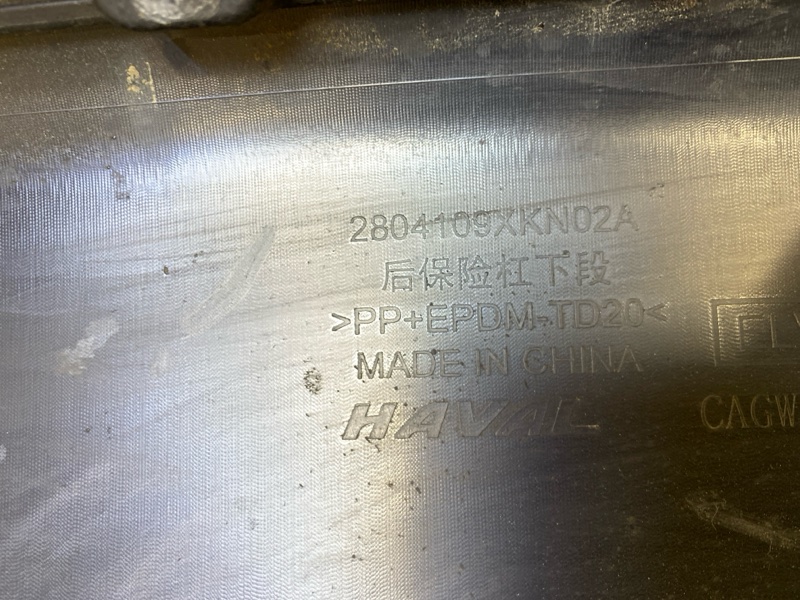 2804109XKN02A
后保险杠下段
>PP+EPDM-TD20<
MADE IN CHINA
HAVAL
CAGW